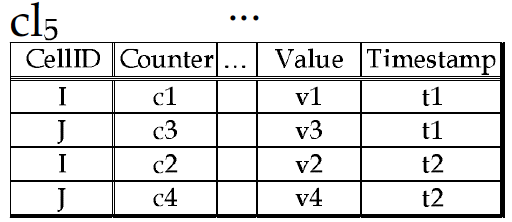 cl5 ...
CellID Counter ... Value Timestamp
I c1 v1 t1
J c3 v3 t1
I c2 v2 t2
J c4 v4 t2